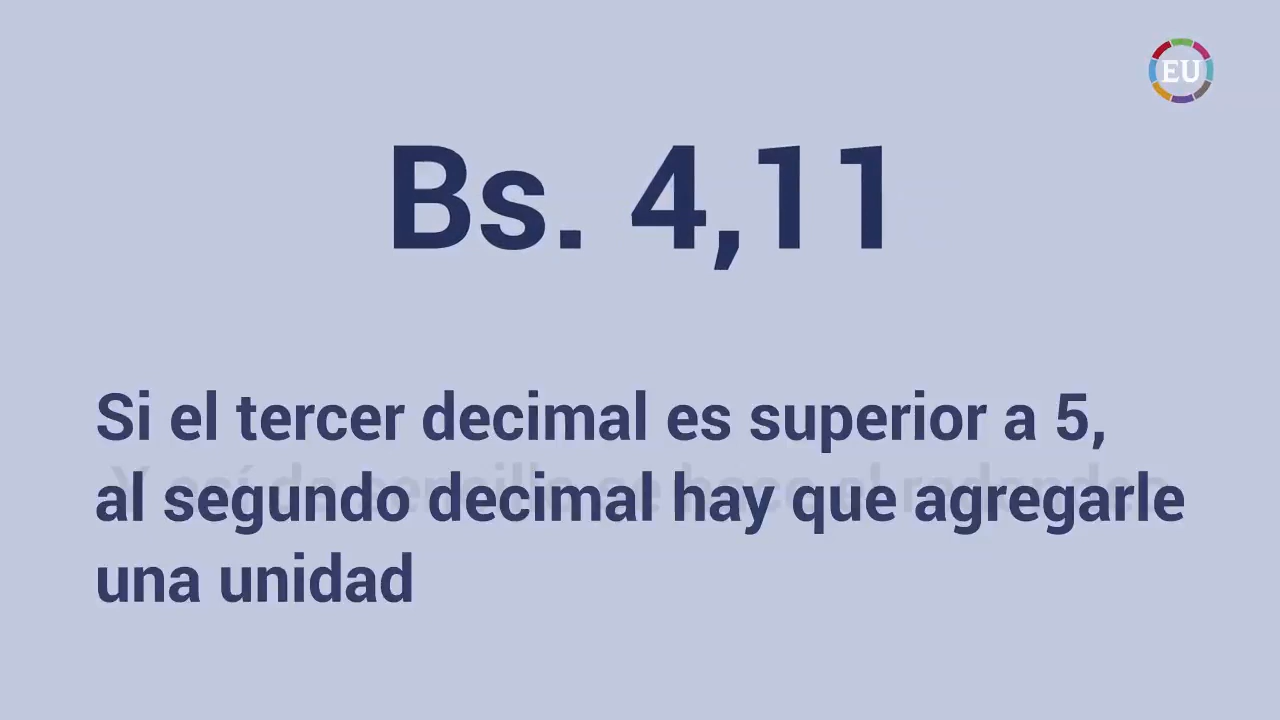 EU
Bs. 4,11
Si el tercer decimal es superior a 5,
al segundo decimal hay que agregarle
una unidad